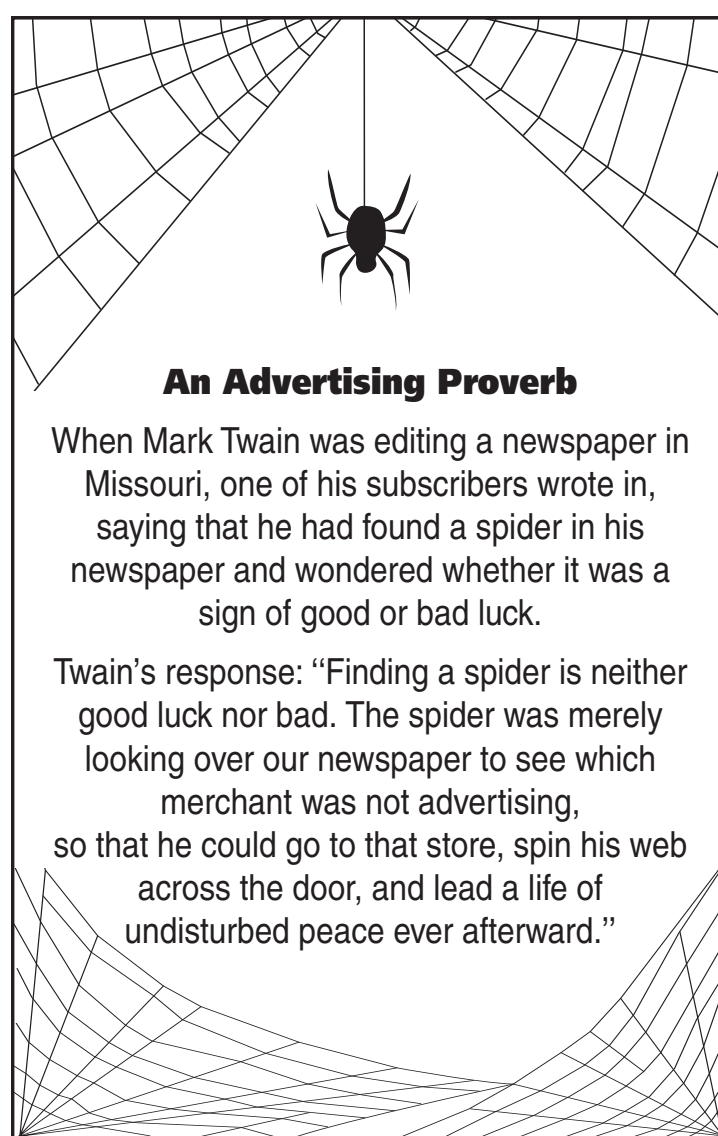 An Advertising Proverb
When Mark Twain was editing a newspaper in
Missouri, one of his subscribers wrote in,
saying that he had found a spider in his
newspaper and wondered whether it was a
sign of good or bad luck.
Twain’s response: ‘‘Finding a spider is neither
good luck nor bad. The spider was merely
looking over our newspaper to see which
merchant was not advertising,
so that he could go to that store, spin his web
across the door, and lead a life of
undisturbed peace ever afterward.’’